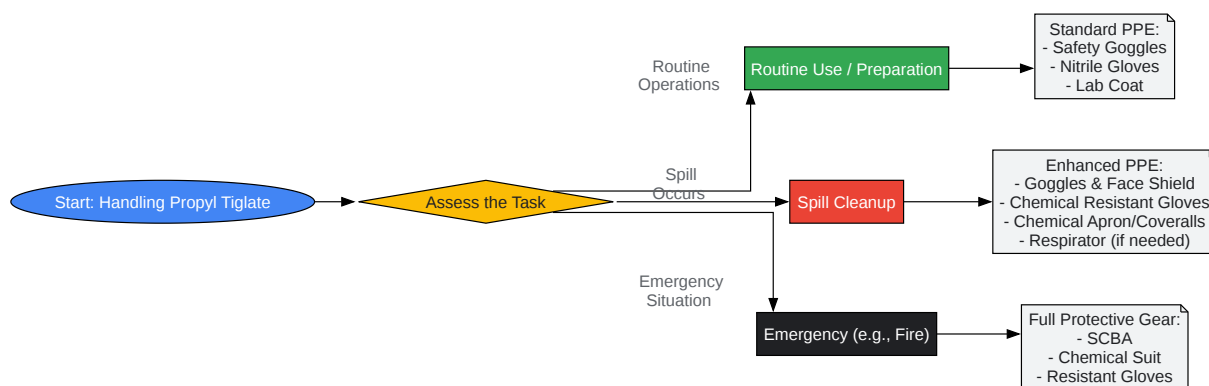 Start: Handling Propyl Tiglate
Assess the Task
Routine
Operations
Routine Use / Preparation
Standard PPE:
- Safety Goggles
- Nitrile Gloves
- Lab Coat
Spill
Occurs
Spill Cleanup
Enhanced PPE:
- Goggles & Face Shield
- Chemical Resistant Gloves
- Chemical Apron/Coveralls
- Respirator (if needed)
Emergency
Situation
Emergency (e.g., Fire)
Full Protective Gear:
- SCBA
- Chemical Suit
- Resistant Gloves